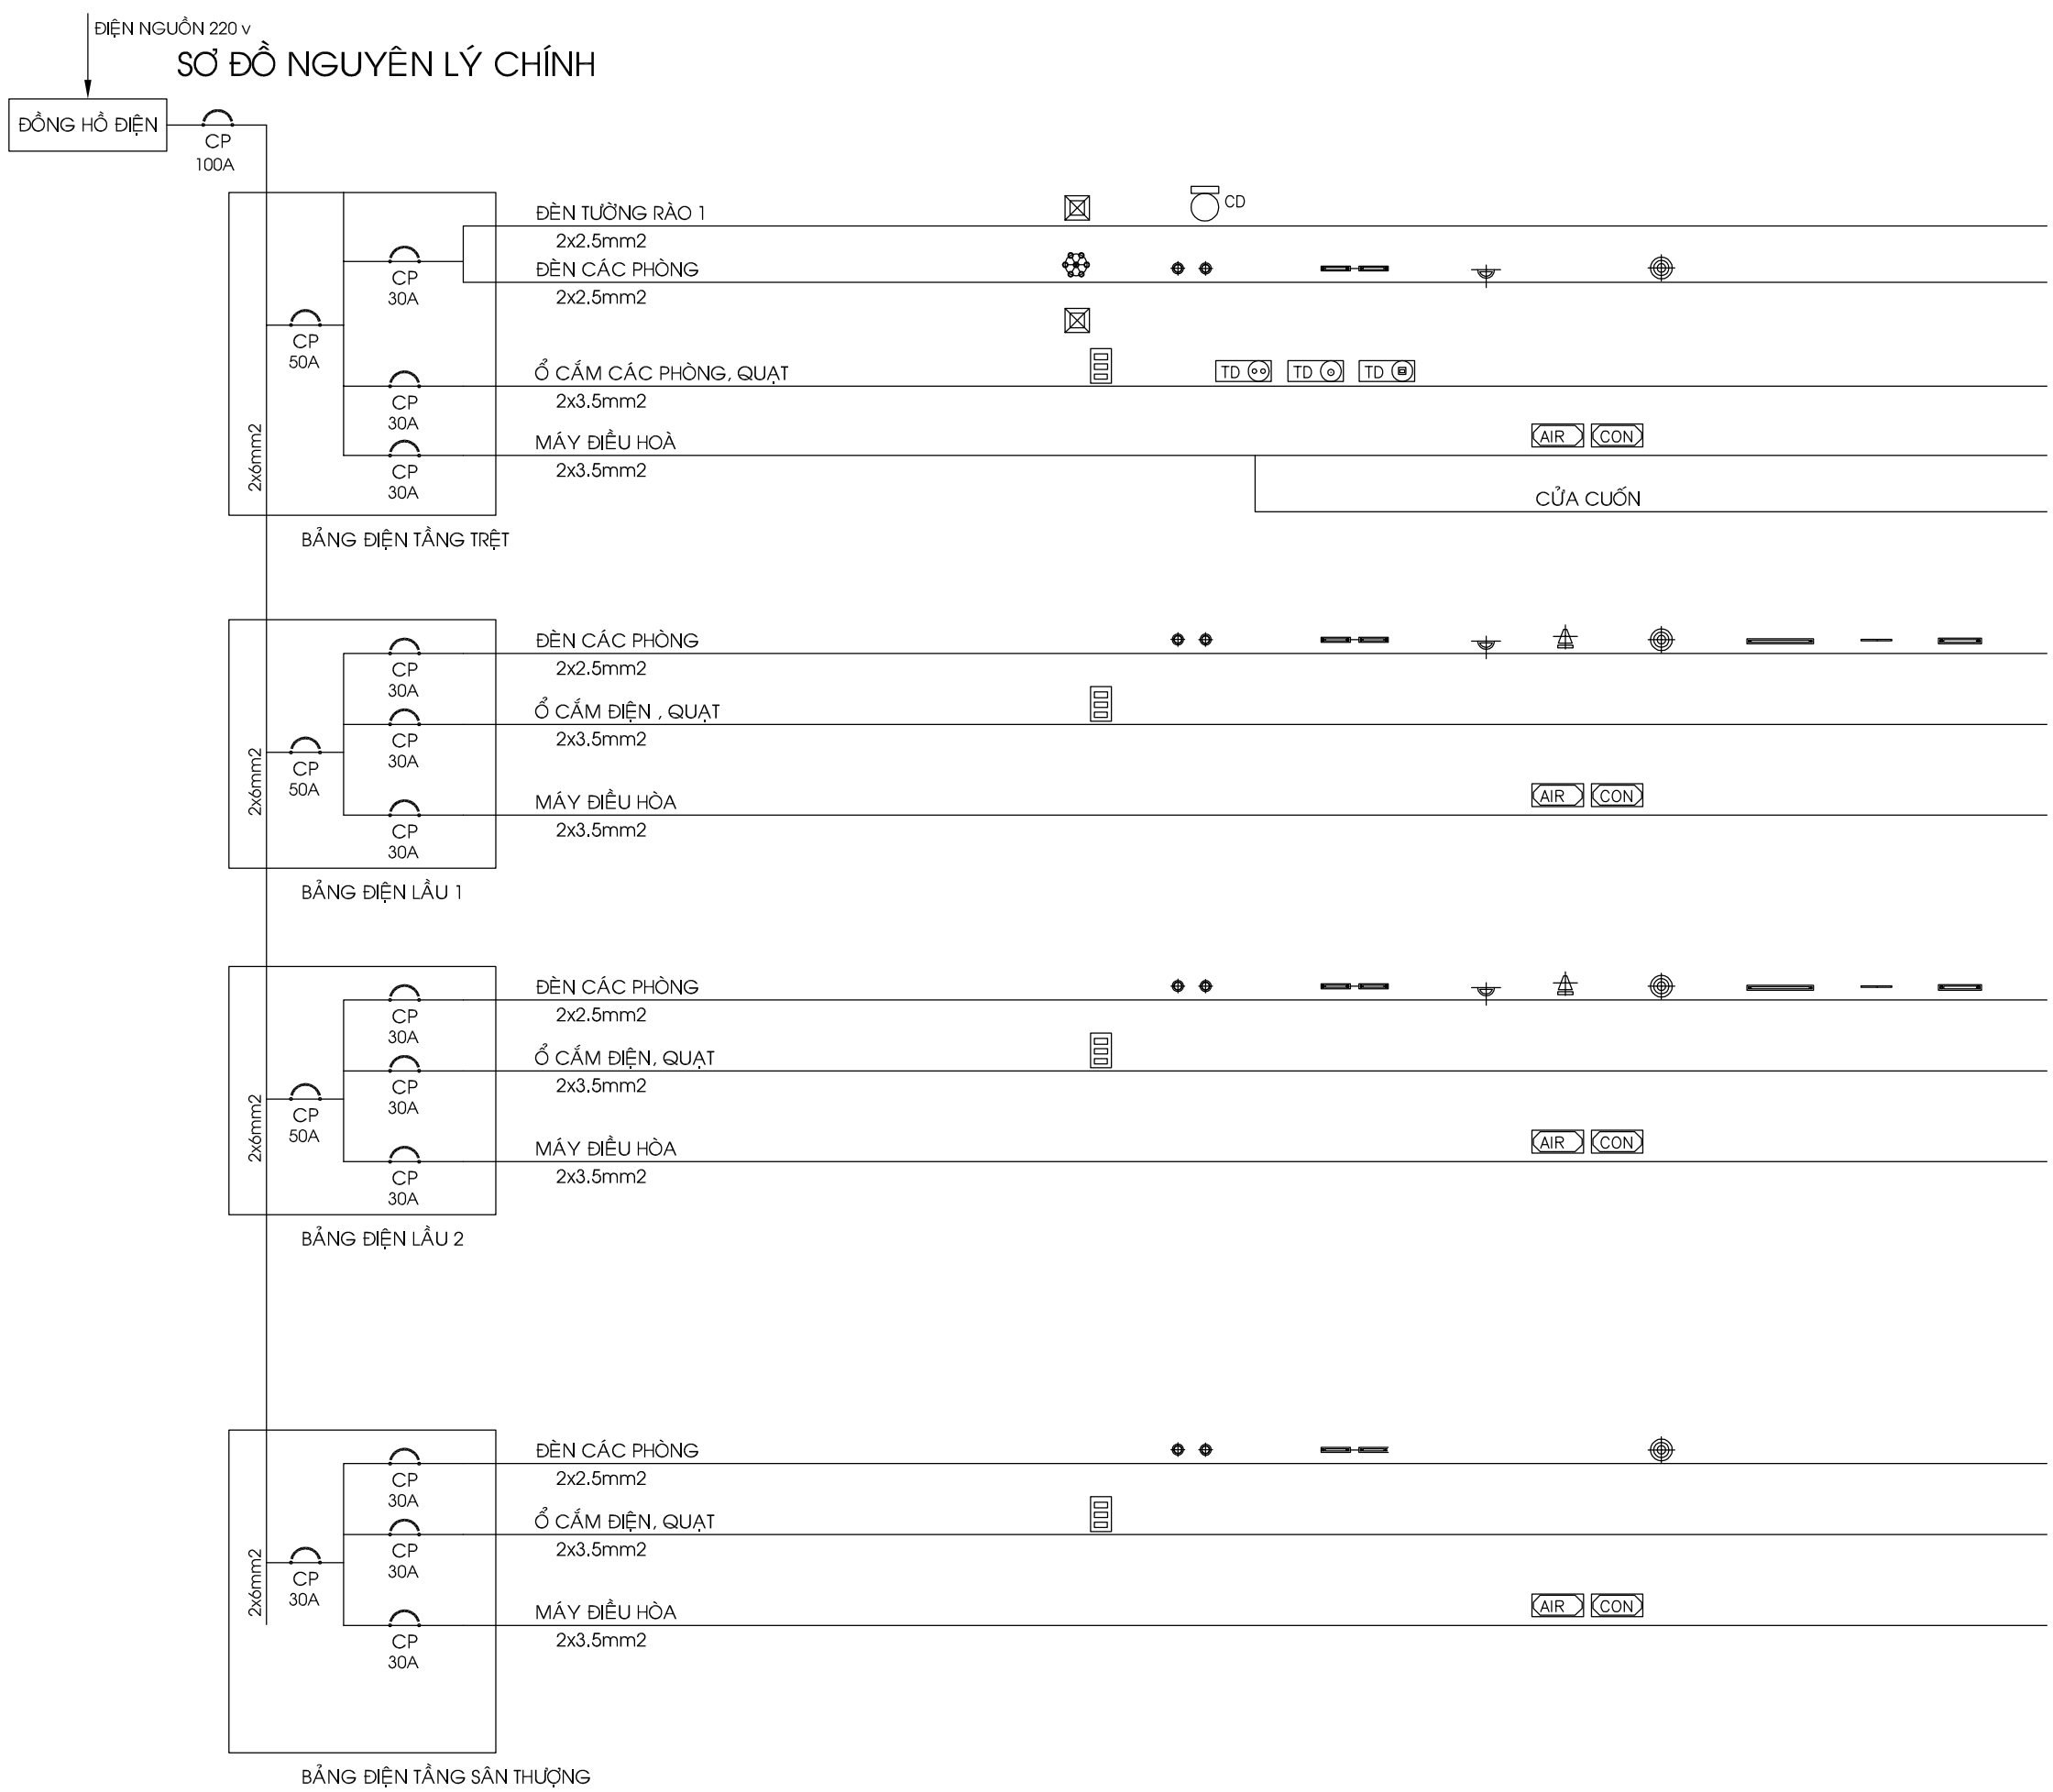 ĐIỆN NGUỒN 220 v
SƠ ĐỒ NGUYÊN LÝ CHÍNH
ĐỒNG HỒ ĐIỆN
CP
100A
ĐÈN TƯỜNG RÀO 1
CD
2x2.5mm2
CP
30A
ĐÈN CÁC PHÒNG
2x2.5mm2
CP
50A
Ổ CẮM CÁC PHÒNG, QUẠT
TD
TD
TD
2x3.5mm2
CP
30A
2x6mm2
MÁY ĐIỀU HOÀ
AIR
CON
2x3.5mm2
CP
30A
CỬA CUỐN
BẢNG ĐIỆN TẦNG TRỆT
ĐÈN CÁC PHÒNG
2x2.5mm2
CP
30A
Ổ CẮM ĐIỆN , QUẠT
2x3.5mm2
CP
30A
CP
50A
2x6mm2
MÁY ĐIỀU HÒA
AIR
CON
2x3.5mm2
CP
30A
BẢNG ĐIỆN LẦU 1
ĐÈN CÁC PHÒNG
2x2.5mm2
CP
30A
Ổ CẮM ĐIỆN, QUẠT
2x3.5mm2
CP
30A
CP
50A
2x6mm2
MÁY ĐIỀU HÒA
AIR
CON
2x3.5mm2
CP
30A
BẢNG ĐIỆN LẦU 2
ĐÈN CÁC PHÒNG
2x2.5mm2
CP
30A
Ổ CẮM ĐIỆN, QUẠT
2x3.5mm2
CP
30A
CP
30A
2x6mm2
MÁY ĐIỀU HÒA
AIR
CON
2x3.5mm2
CP
30A
BẢNG ĐIỆN TẦNG SÂN THƯỢNG